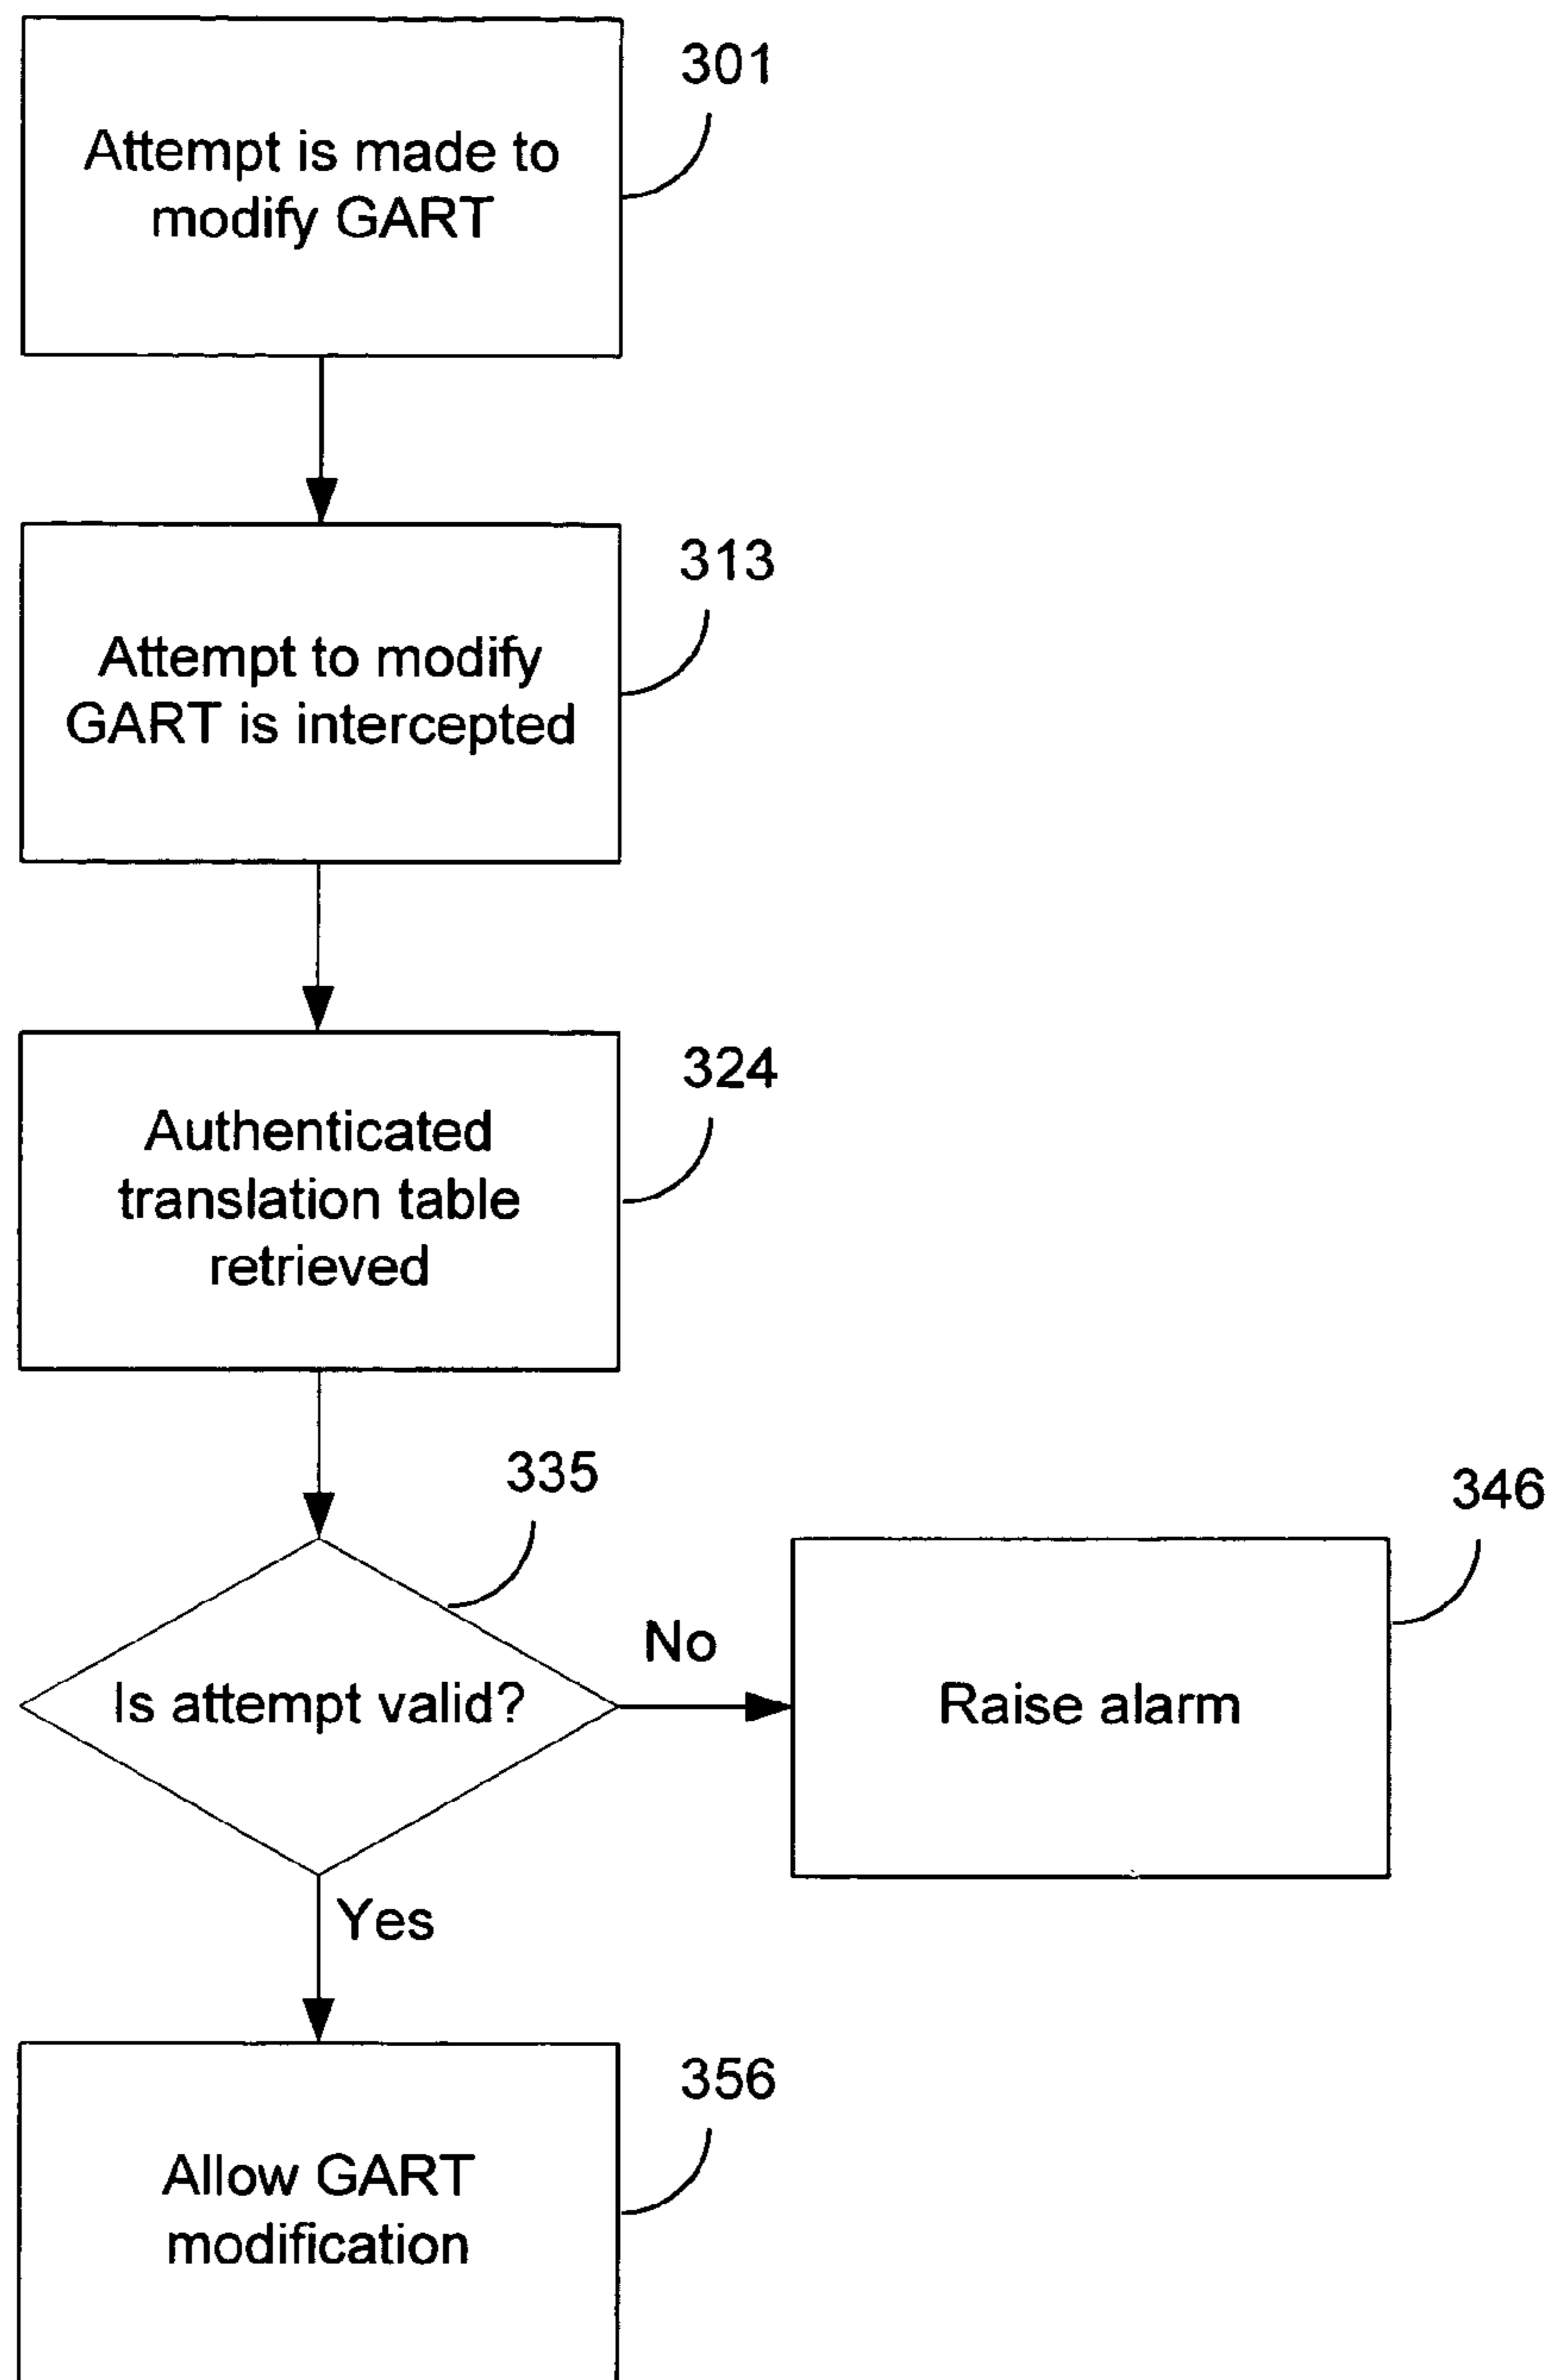 301
Attempt is made to
modify GART
313
Attempt to modify
GART is intercepted
324
Authenticated
translation table
retrieved
335
346
No
Is attempt valid?
Raise alarm
Yes
356
Allow GART
modification